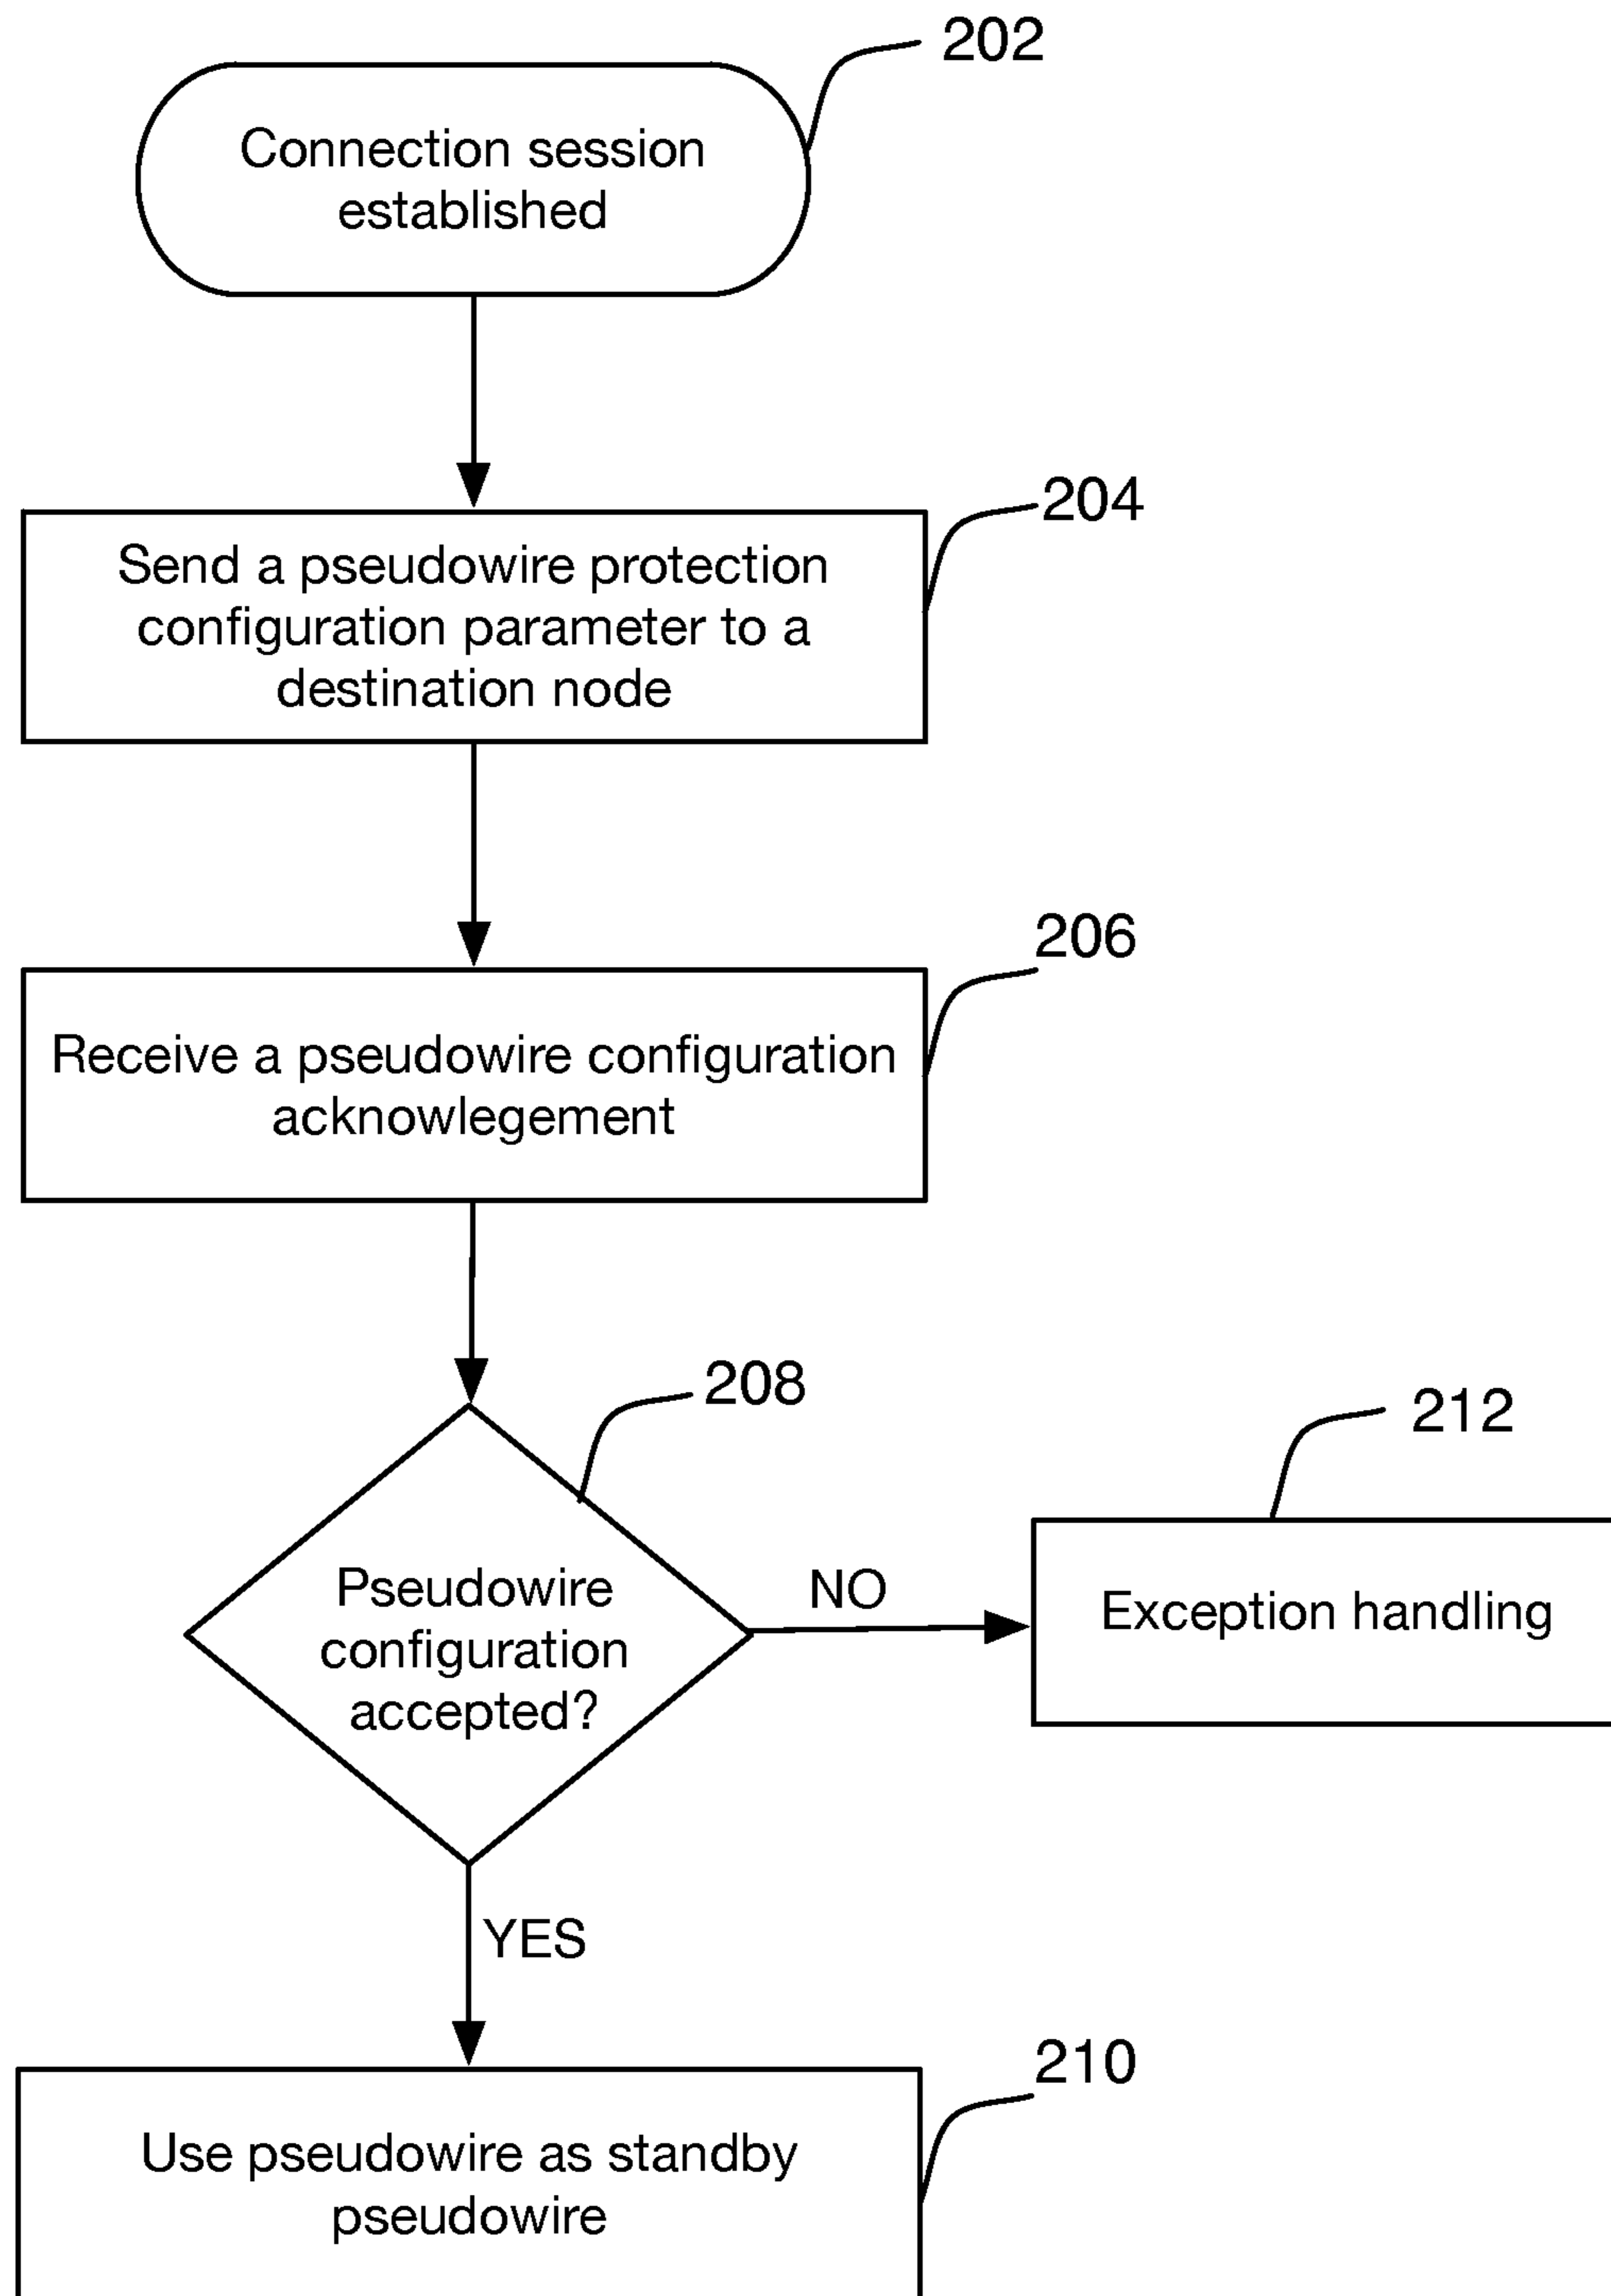 202
Connection session
established
204
Send a pseudowire protection
configuration parameter to a
destination node
206
Receive a pseudowire configuration
acknowlegement
208
212
Pseudowire
configuration
accepted?
NO
Exception handling
YES
210
Use pseudowire as standby
pseudowire